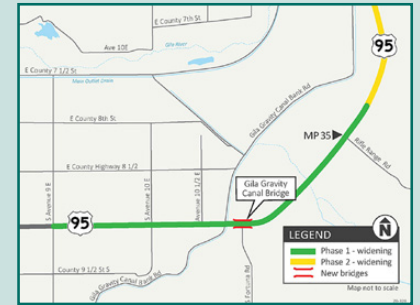 E County 7th St
95
Ave 10E
Gila River
E County 7 1/2 St
Main Outlet Drain
Gila Gravity Canal Bank Rd
E County 8th St
MP 35
Rifle Range Rd
E County Highway 8 1/2
S Avenue 9 E
S Avenue 10 E
Avenue 10 1/2 E
Gila Gravity
Canal Bridge
95
LEGEND
N
Phase 1 - widening
Phase 2 - widening
New bridges
County 9 1/2 St S
Gila Gravity Canal Bank Rd
S Fortuna Rd
Map not to scale